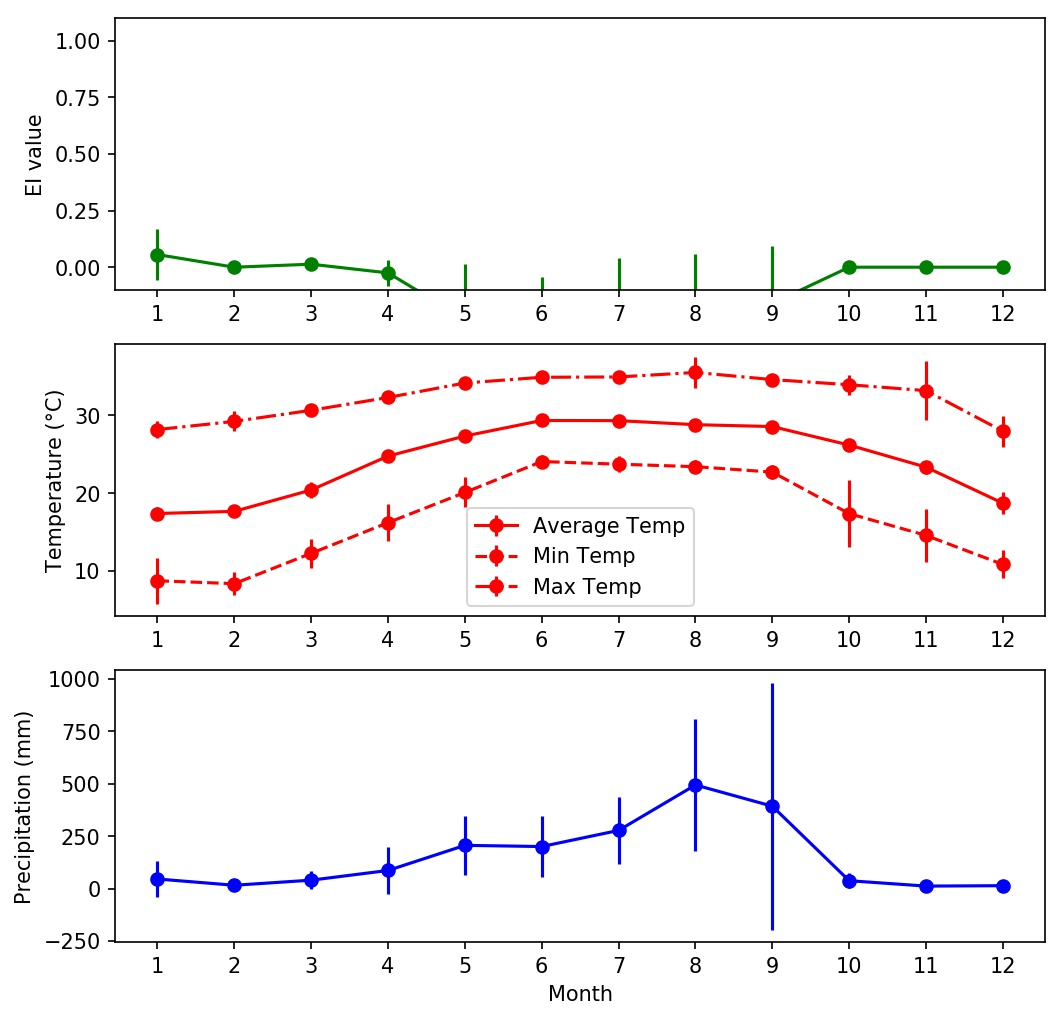 1.00
0.75
0.50
0.25
0.00
EI value
1 2 3 4 5 6 7 8 9 10 11 12
30
20
10
Temperature (°C)
Average Temp
Min Temp
Max Temp
1 2 3 4 5 6 7 8 9 10 11 12
1000
750
500
250
0
−250
Precipitation (mm)
1 2 3 4 5 6 7 8 9 10 11 12
Month